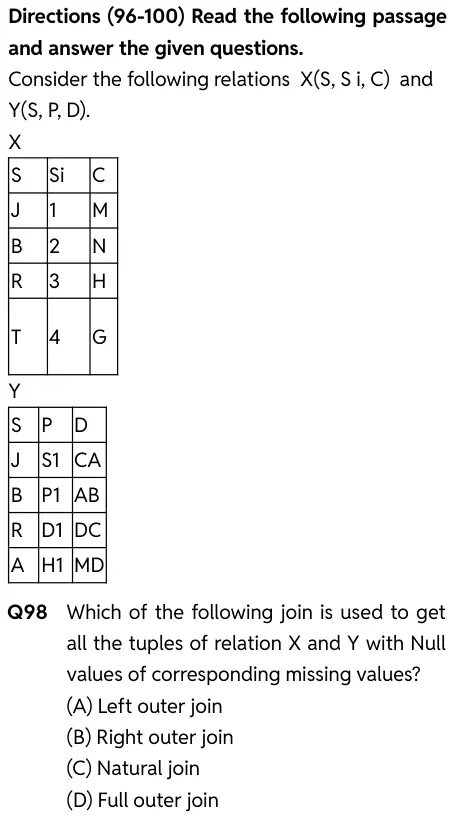 Directions (96-100) Read the following passage
and answer the given questions.
Consider the following relations X(S, S i, C) and
Y(S, P, D).
X
S Si C
J 1 M
B 2 N
R 3 H
T 4 G
Y
S P D
J S1 CA
B P1 AB
R D1 DC
A H1 MD
Q98 Which of the following join is used to get
all the tuples of relation X and Y with Null
values of corresponding missing values?
(A) Left outer join
(B) Right outer join
(C) Natural join
(D) Full outer join